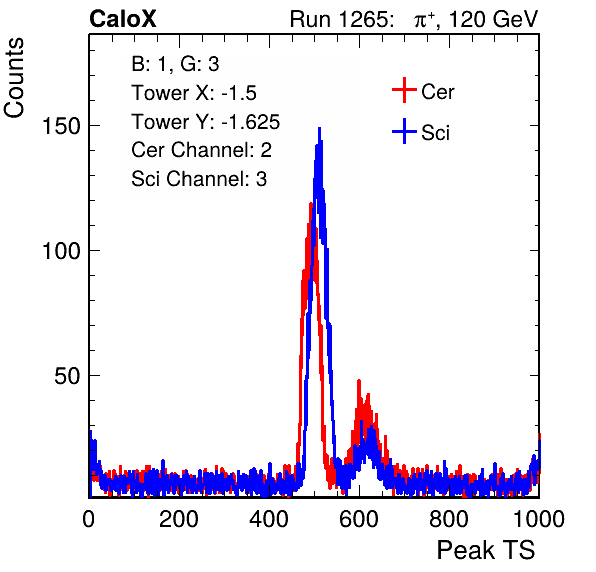 CaloX Run 1265: π⁺, 120 GeV
B: 1, G: 3
Tower X: -1.5
Tower Y: -1.625
Cer Channel: 2
Sci Channel: 3
Cer
Sci
Counts
150
100
50
0 200 400 600 800 1000
Peak TS